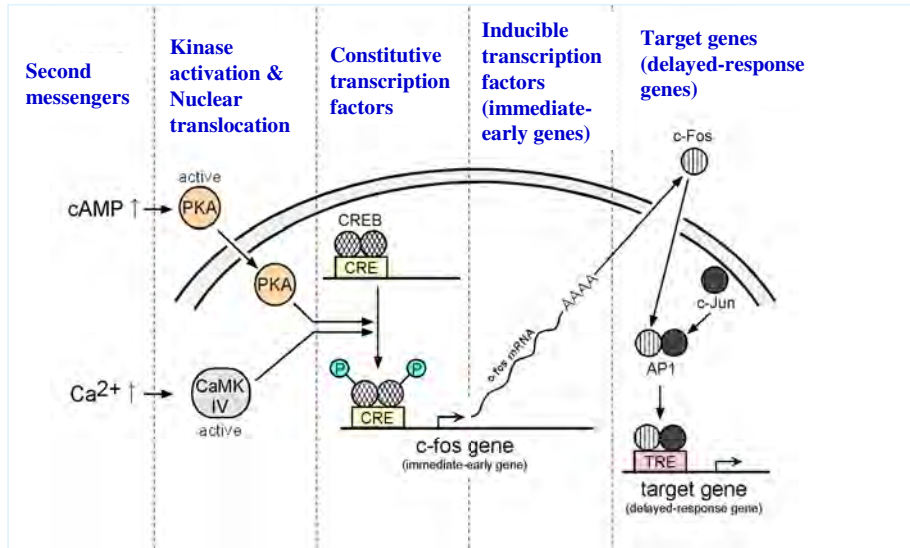 Second
messengers
Kinase
activation &
Nuclear
translocation
Constitutive
transcription
factors
Inducible
transcription
factors
(immediate-
early genes)
Target genes
(delayed-response
genes)
cAMP ↑
active
PKA
PKA
Ca2+ ↑
CaMK
IV
active
CREB
CRE
P
P
CRE
c-fos gene
(immediate-early gene)
c-fos mRNA
AAAA
c-Fos
c-Jun
AP1
TRE
target gene
(delayed-response gene)